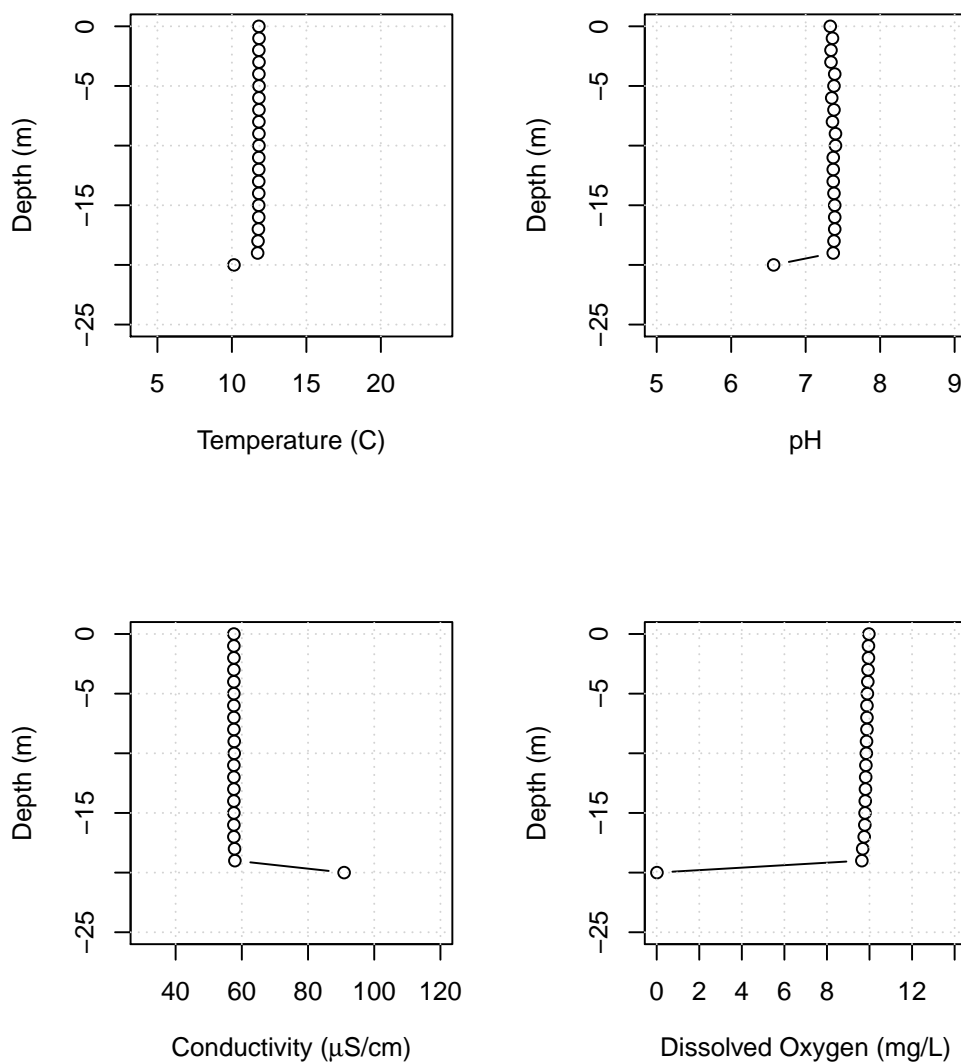 0
−5
−15
−25
Depth (m)
5 10 15 20
Temperature (C)
0
−5
−15
−25
Depth (m)
5 6 7 8 9
pH
0
−5
−15
−25
Depth (m)
40 60 80 100 120
Conductivity (μS/cm)
0
−5
−15
−25
Depth (m)
0 2 4 6 8 12
Dissolved Oxygen (mg/L)